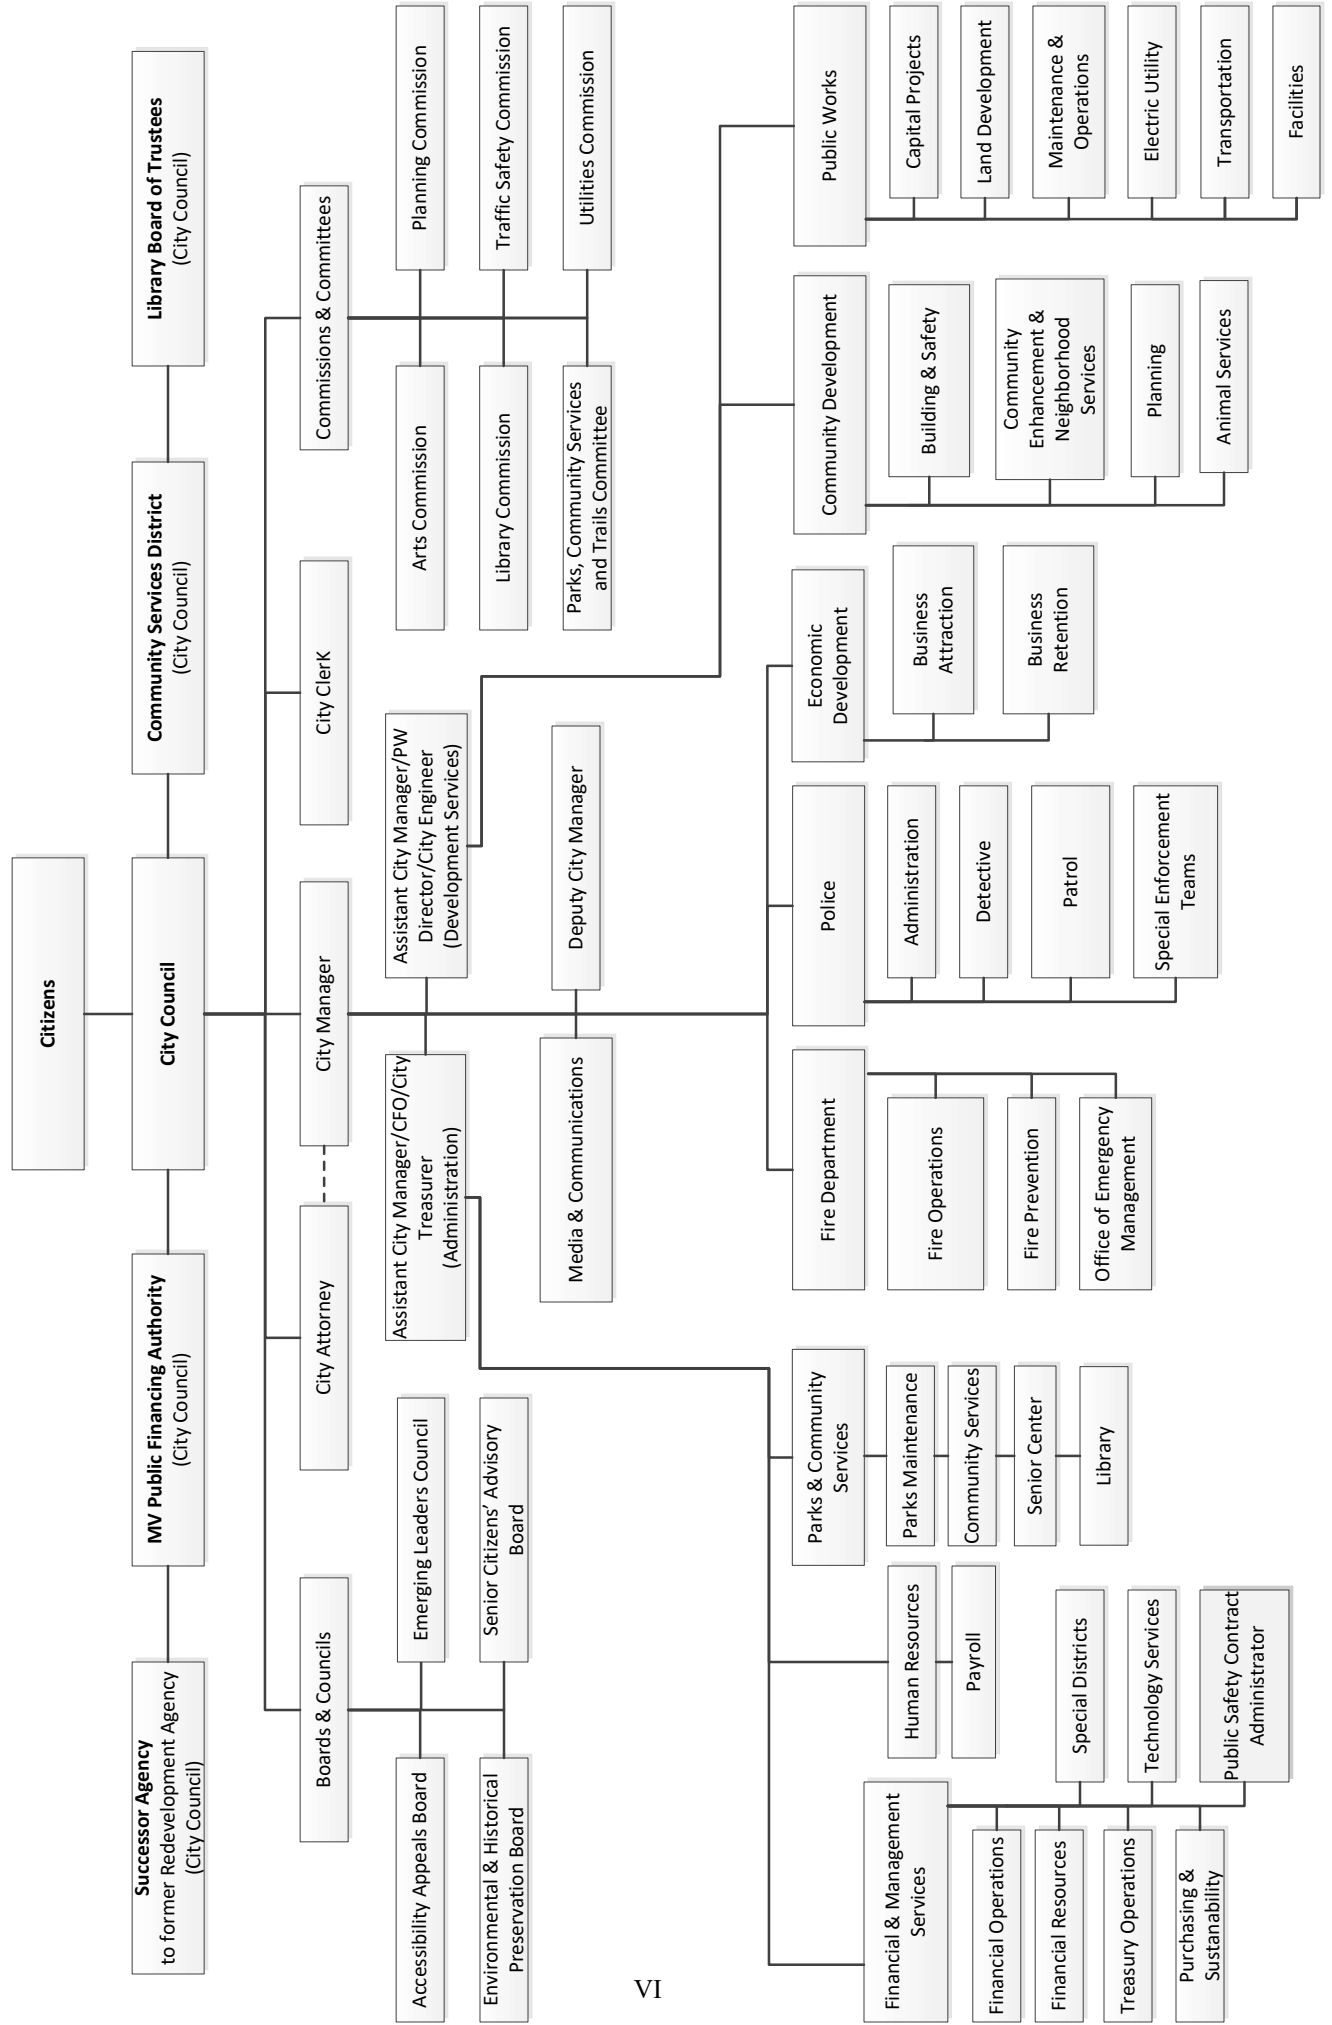 Citizens
Successor Agency
to former Redevelopment Agency
(City Council)
MV Public Financing Authority
(City Council)
City Council
Community Services District
(City Council)
Library Board of Trustees
(City Council)
Boards & Councils
City Attorney
City Manager
City ClerK
Commissions & Committees
Accessibility Appeals Board
Emerging Leaders Council
Environmental & Historical
Preservation Board
Senior Citizens’ Advisory
Board
Assistant City Manager/CFO/City
Treasurer
(Administration)
Assistant City Manager/PW
Director/City Engineer
(Development Services)
Media & Communications
Deputy City Manager
Arts Commission
Planning Commission
Library Commission
Traffic Safety Commission
Parks, Community Services
and Trails Committee
Utilities Commission
Financial & Management
Services
Financial Operations
Financial Resources
Treasury Operations
Purchasing &
Sustanability
Special Districts
Technology Services
Public Safety Contract
Administrator
Human Resources
Payroll
Parks & Community
Services
Parks Maintenance
Community Services
Senior Center
Library
Fire Department
Fire Operations
Fire Prevention
Office of Emergency
Management
Police
Administration
Detective
Patrol
Special Enforcement
Teams
Economic
Development
Business
Attraction
Business
Retention
Community Development
Building & Safety
Community
Enhancement &
Neighborhood
Services
Planning
Animal Services
Public Works
Capital Projects
Land Development
Maintenance &
Operations
Electric Utility
Transportation
Facilities
VI